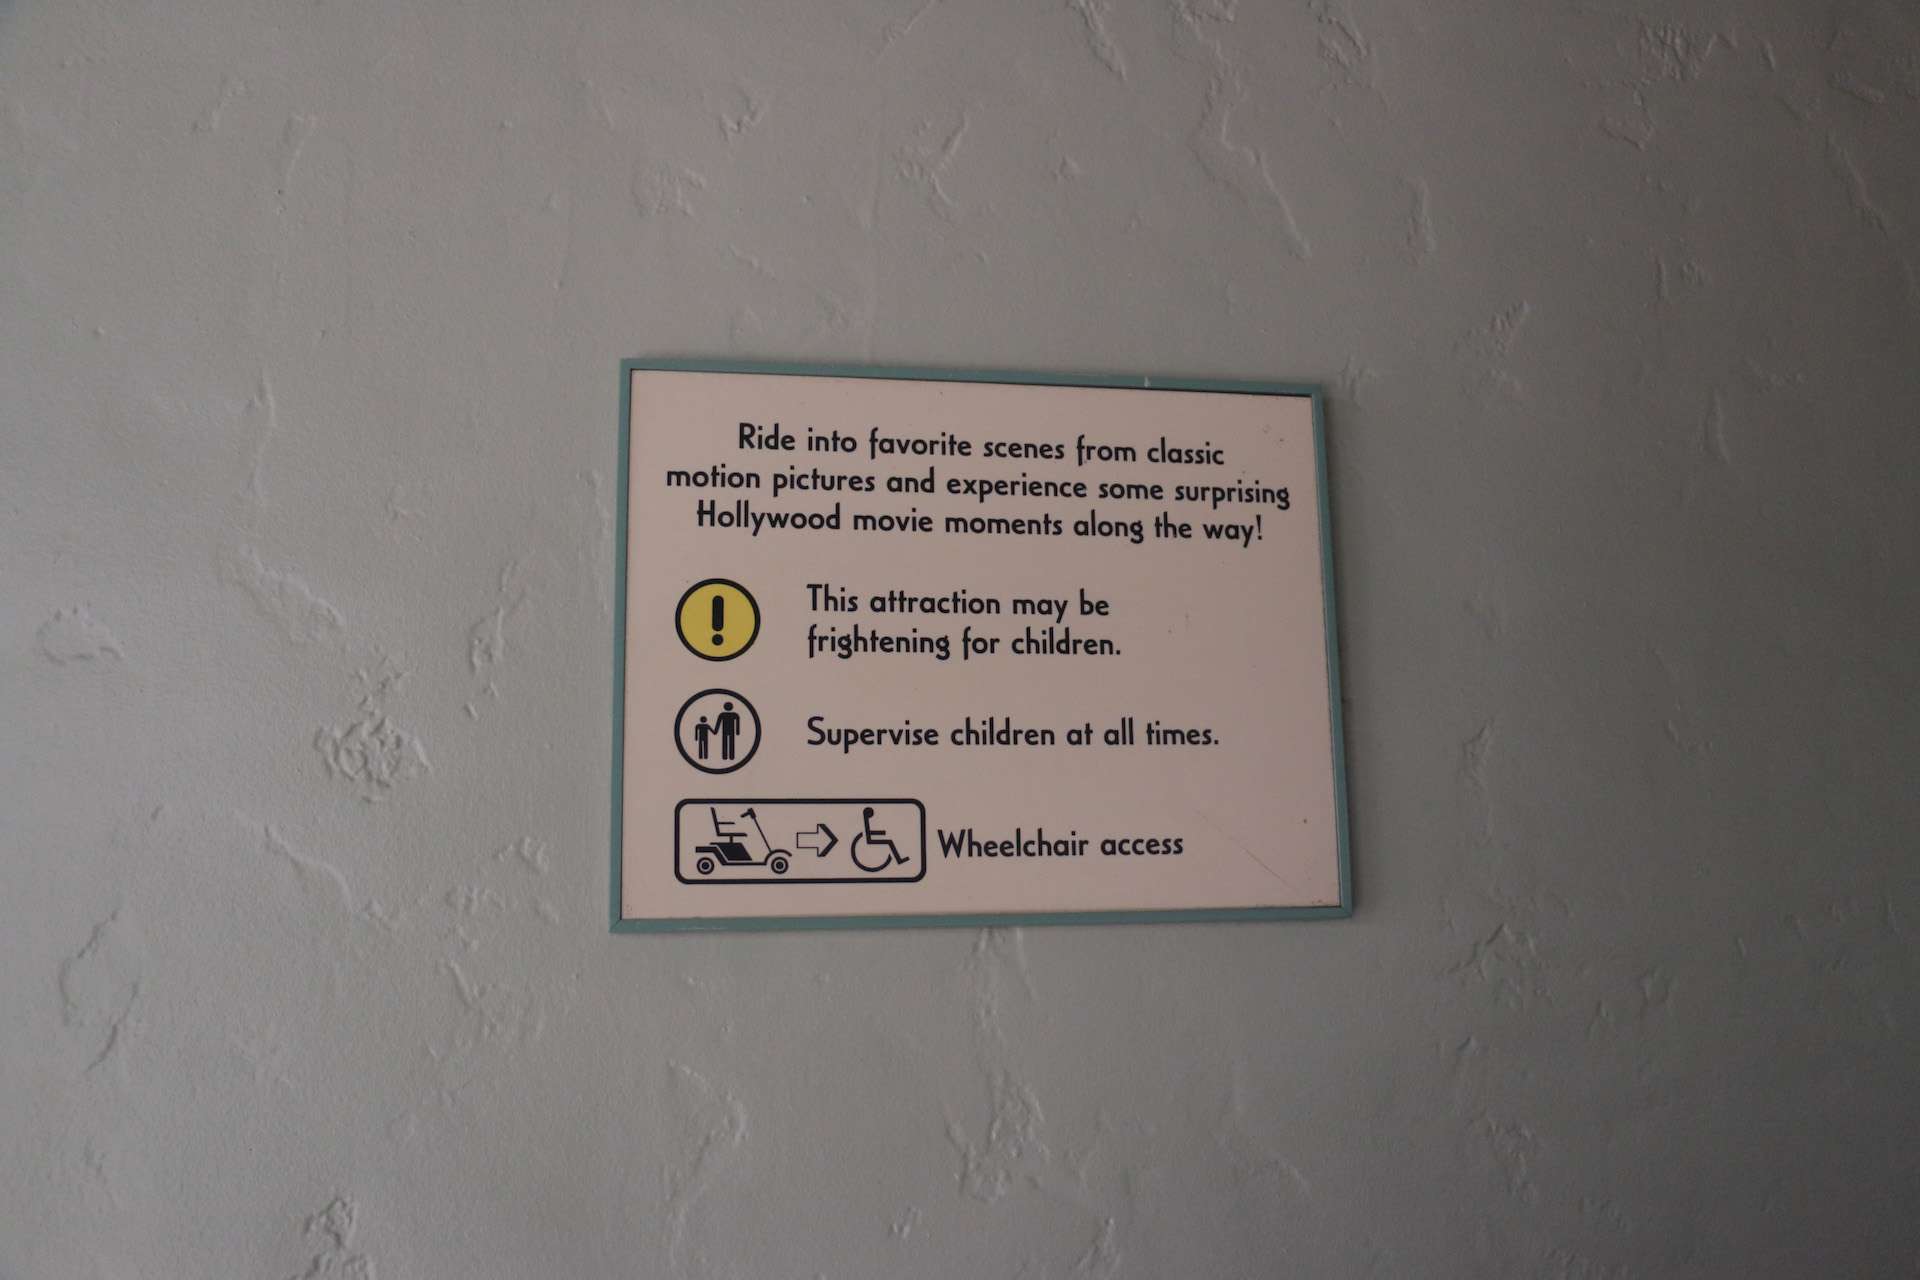 Ride into favorite scenes from classic
motion pictures and experience some surprising
Hollywood movie moments along the way!
!
This attraction may be
frightening for children.
Supervise children at all times.
Wheelchair access